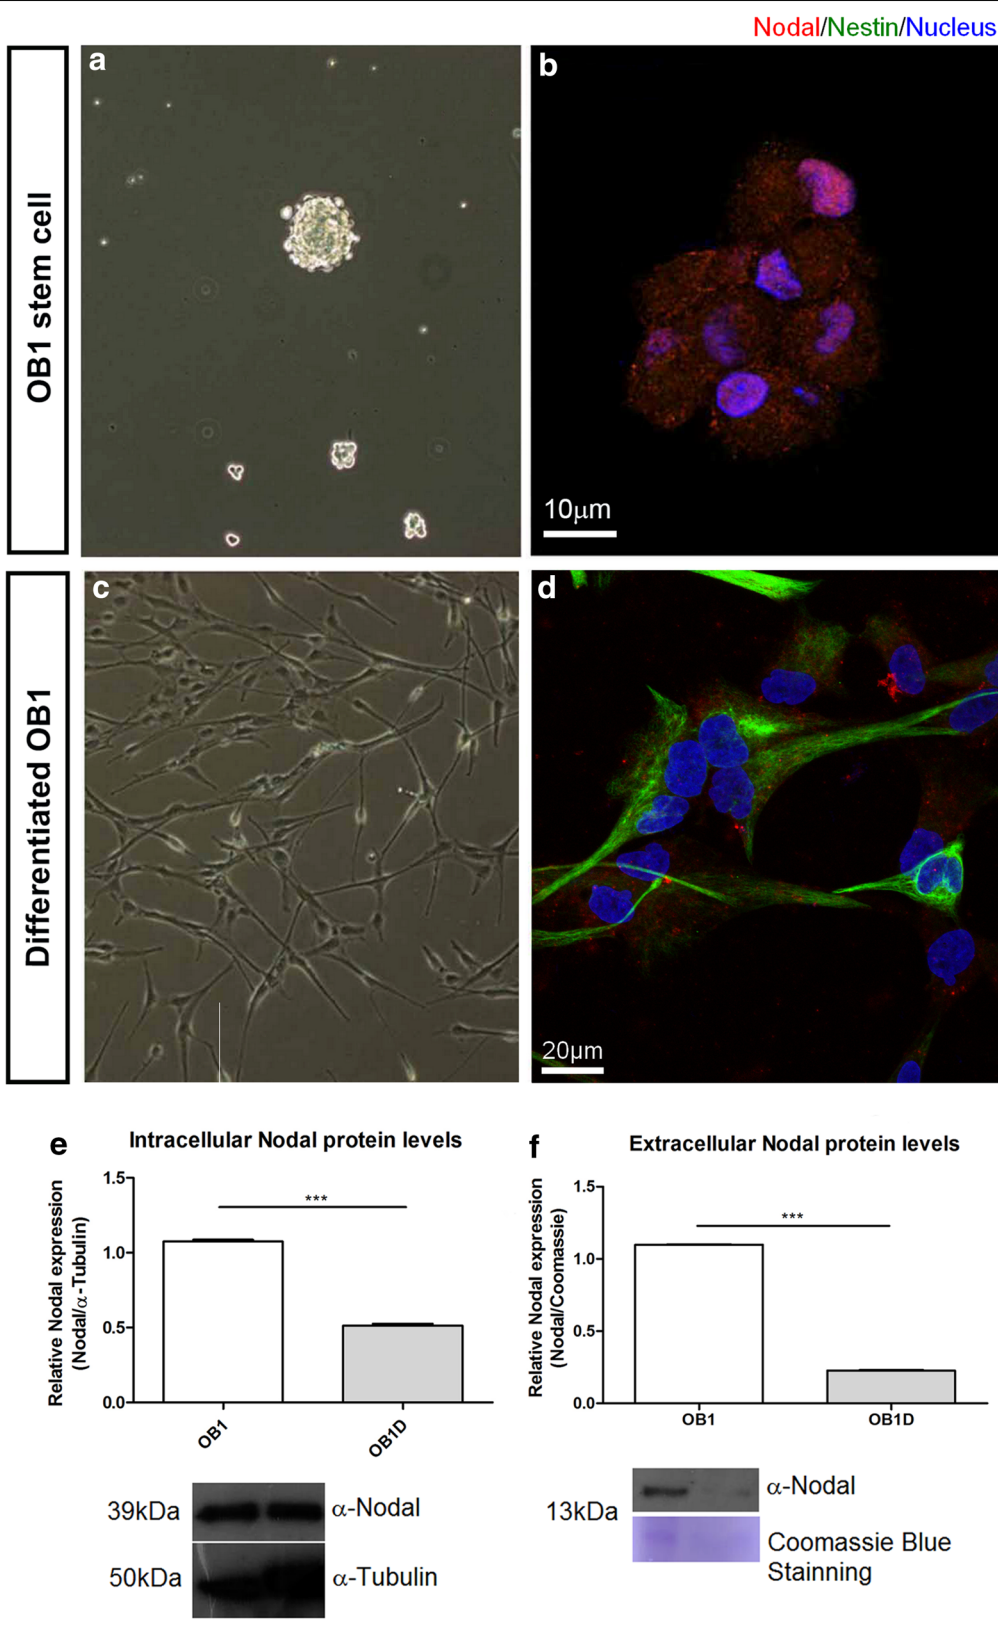 Nodal/Nestin/Nucleus
OB1 stem cell
a
b
10μm
Differentiated OB1
c
d
20μm
e
Intracellular Nodal protein levels
Relative Nodal expression
(Nodal/α-Tubulin)
1.5
1.0
0.5
0.0
***
OB1
OB1D
39kDa
α-Nodal
50kDa
α-Tubulin
f
Extracellular Nodal protein levels
Relative Nodal expression
(Nodal/Coomassie)
1.5
1.0
0.5
0.0
***
OB1
OB1D
13kDa
α-Nodal
Coomassie Blue
Stainning